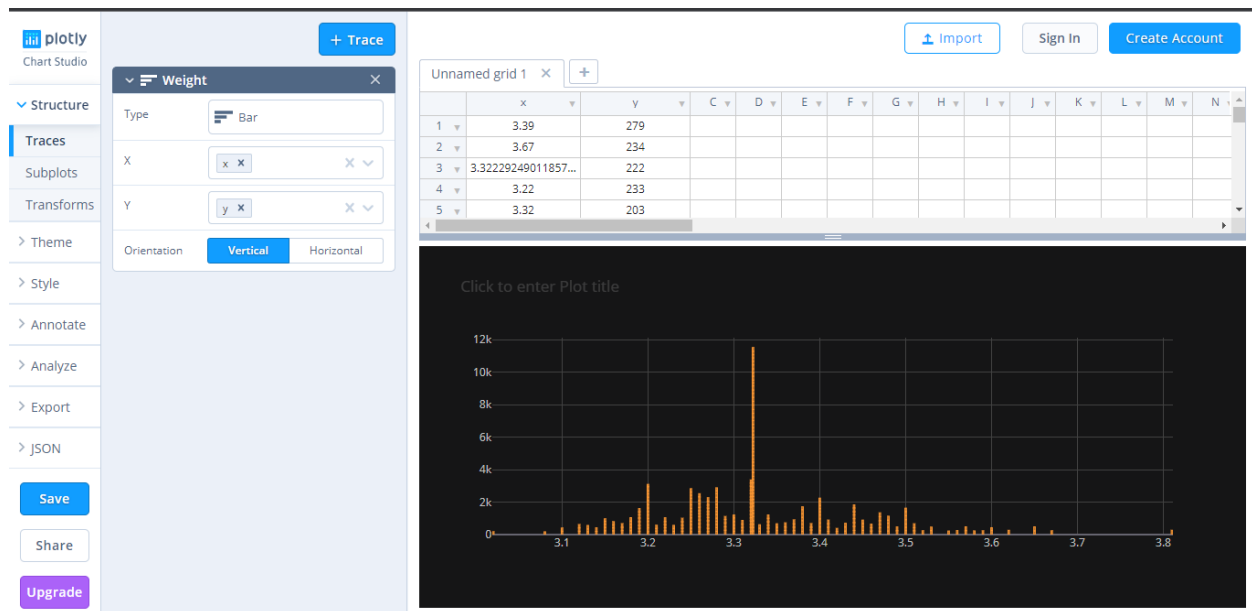 plotly
Chart Studio
Structure
Traces
Subplots
Transforms
Theme
Style
Annotate
Analyze
Export
JSON
Save
Share
Upgrade
+ Trace
Weight
Type
Bar
X
x
Y
y
Orientation
Vertical
Horizontal
Import
Sign In
Create Account
Unnamed grid 1
x y C D E F G H I J K L M N
1 3.39 279
2 3.67 234
3 3.32229249011857... 222
4 3.22 233
5 3.32 203
Click to enter Plot title
12k
10k
8k
6k
4k
2k
0
3.1 3.2 3.3 3.4 3.5 3.6 3.7 3.8